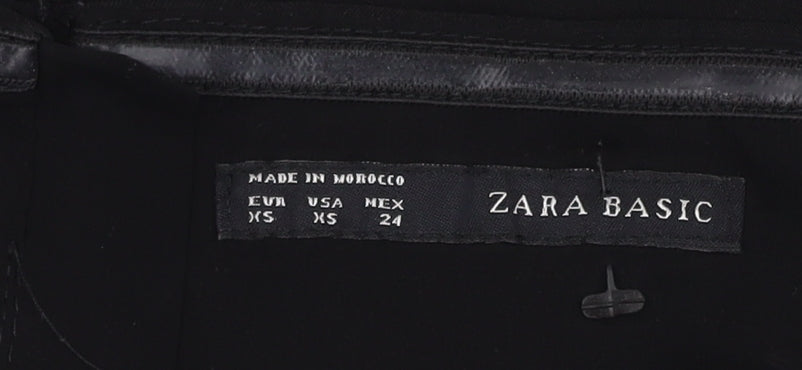 MADE IN MOROCCO
EUR USA MEX
XS XS 24
ZARA BASIC